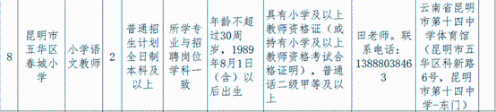 8
昆明市
五华区
春城小
学
小学语
文教师
2
普通招
生计划
全日制
本科及
以上
所学专
业与招
聘岗位
学科一
致
年龄不超
过30周
岁，1989
年8月1日
(含)以
后出生
具有小学及以上
教师资格证（或
持有小学及以上
教师资格考试合
格证明），普通
话二级甲等及以
上
田老师。联
系电话：
1388803846
3
云南省昆明
市第十四中
学体育馆
（昆明市五
华区科新路
6号，昆明
市第十四中
学-东门）